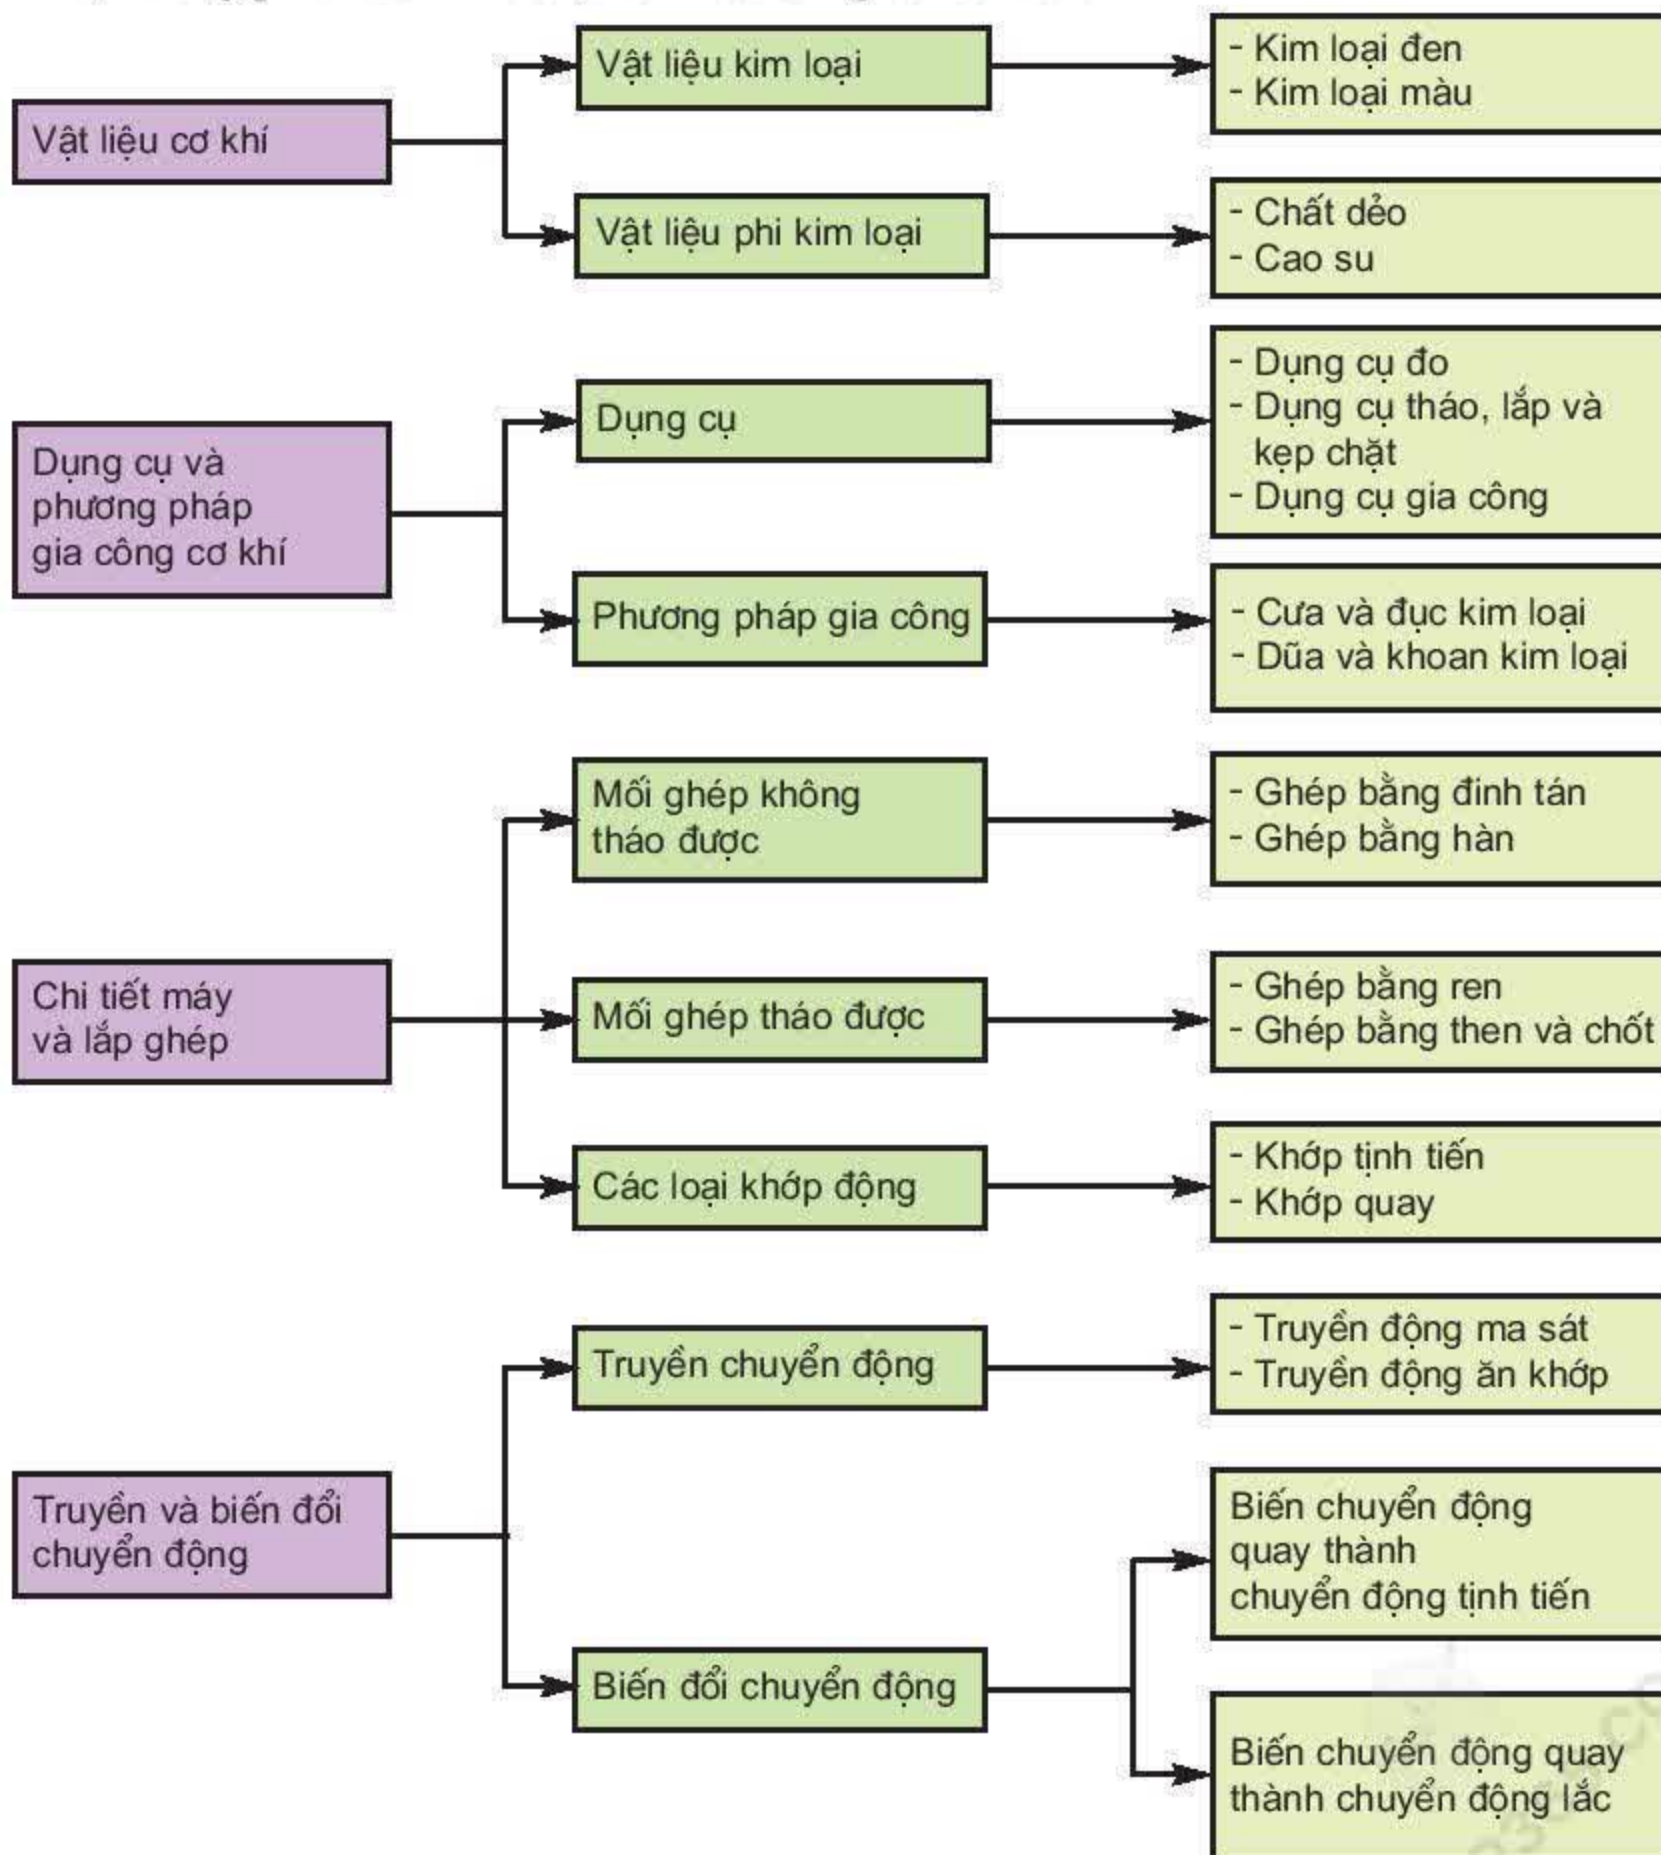 Vật liệu cơ khí
Vật liệu kim loại
- Kim loại đen
- Kim loại màu
Vật liệu phi kim loại
- Chất dẻo
- Cao su
Dụng cụ và
phương pháp
gia công cơ khí
Dụng cụ
- Dụng cụ đo
- Dụng cụ tháo, lắp và
kẹp chặt
- Dụng cụ gia công
Phương pháp gia công
- Cưa và đục kim loại
- Dũa và khoan kim loại
Chi tiết máy
và lắp ghép
Mối ghép không
tháo được
- Ghép bằng đinh tán
- Ghép bằng hàn
Mối ghép tháo được
- Ghép bằng ren
- Ghép bằng then và chốt
Các loại khớp động
- Khớp tịnh tiến
- Khớp quay
Truyền và biến đổi
chuyển động
Truyền chuyển động
- Truyền động ma sát
- Truyền động ăn khớp
Biến đổi chuyển động
Biến chuyển động
quay thành
chuyển động tịnh tiến
Biến chuyển động quay
thành chuyển động lắc